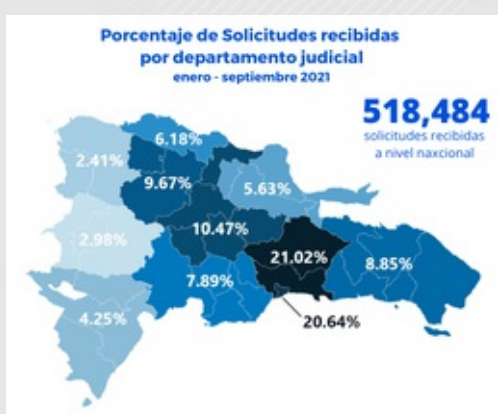 Porcentaje de Solicitudes recibidas
por departamento judicial
enero - septiembre 2021
518,484
solicitudes recibidas
a nivel naxcional
6.18%
2.41%
9.67%
5.63%
10.47%
2.98%
21.02%
8.85%
7.89%
4.25%
20.64%